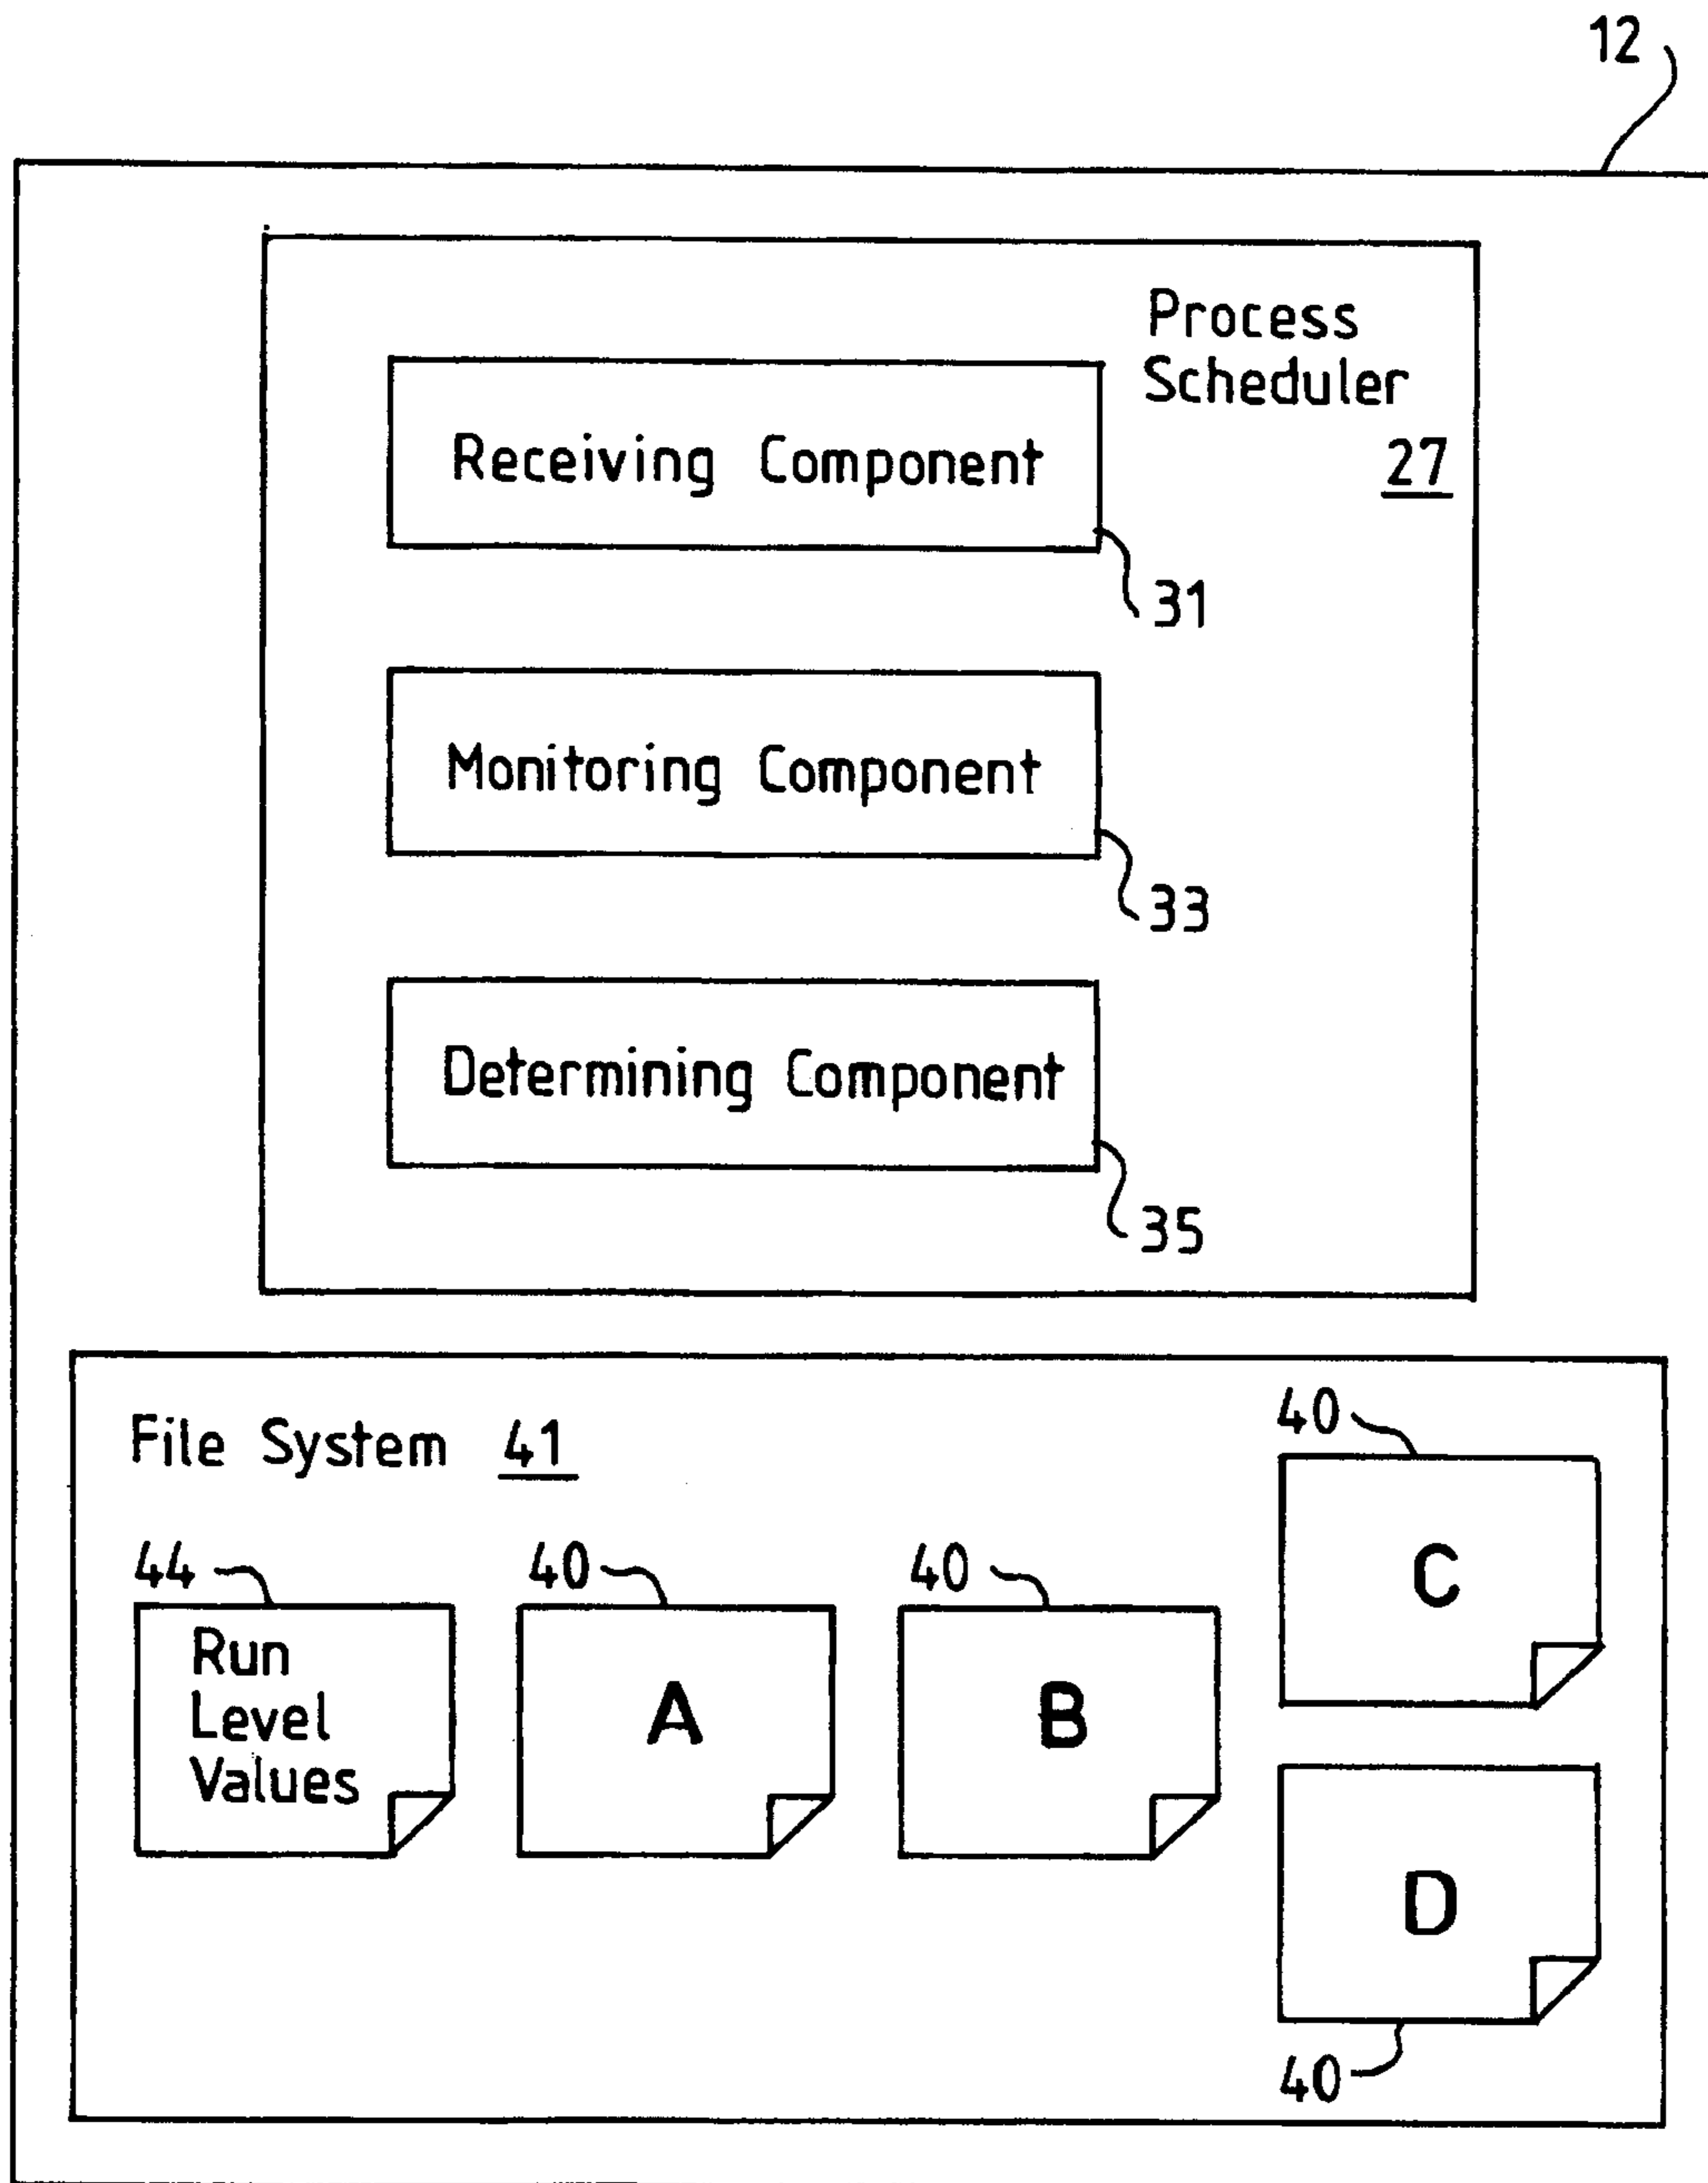 12
Process
Scheduler
27
Receiving Component
31
Monitoring Component
33
Determining Component
35
File System 41
40
C
44
40
40
Run
Level
Values
A
B
D
40